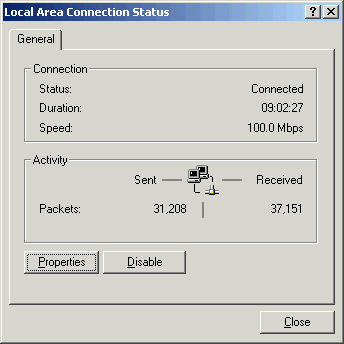 Local Area Connection Status
General
Connection
Status: Connected
Duration: 09:02:27
Speed: 100.0 Mbps
Activity
Sent Received
Packets: 31,208 37,151
Properties Disable
Close